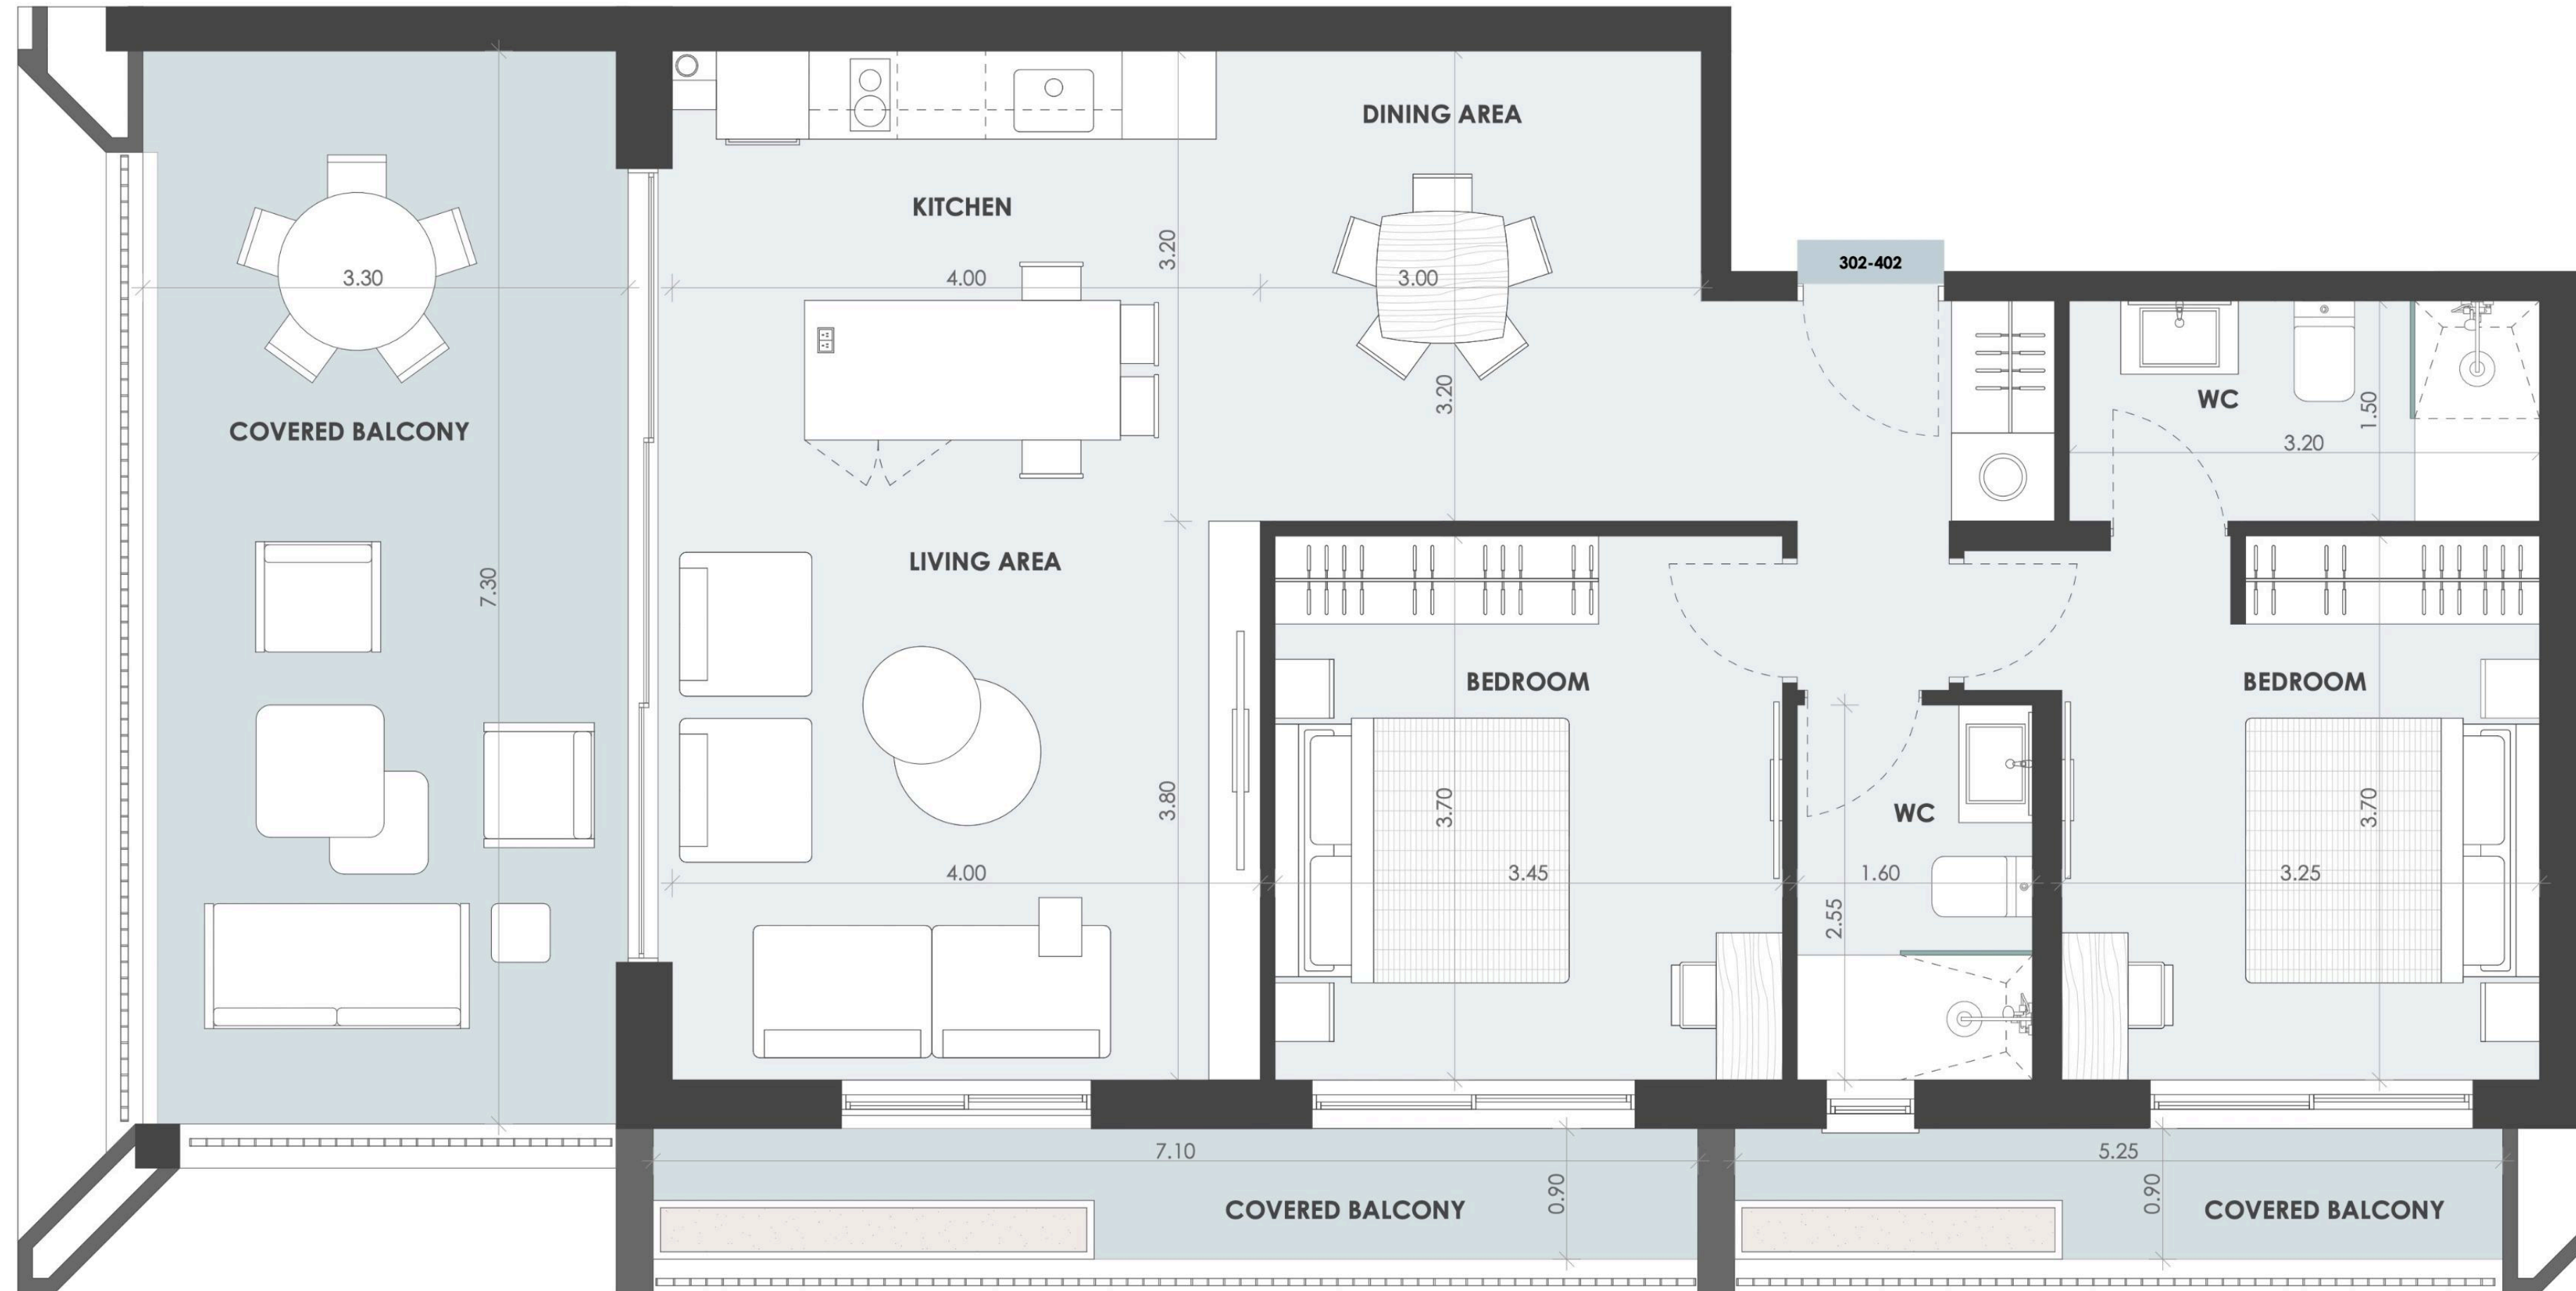 DINING AREA
KITCHEN
3.20
302-402
3.30
4.00
3.00
3.20
WC
1.50
3.20
COVERED BALCONY
7.30
LIVING AREA
BEDROOM
BEDROOM
3.80
3.70
WC
3.70
4.00
3.45
1.60
3.25
2.55
7.10
5.25
0.90
0.90
COVERED BALCONY
COVERED BALCONY